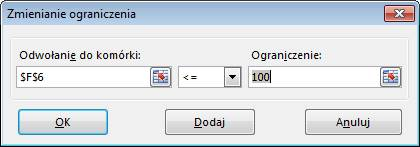 Zmienianie ograniczenia
Odwołanie do komórki: Ograniczenie:
$F$6 <= 100
OK Dodaj Anuluj